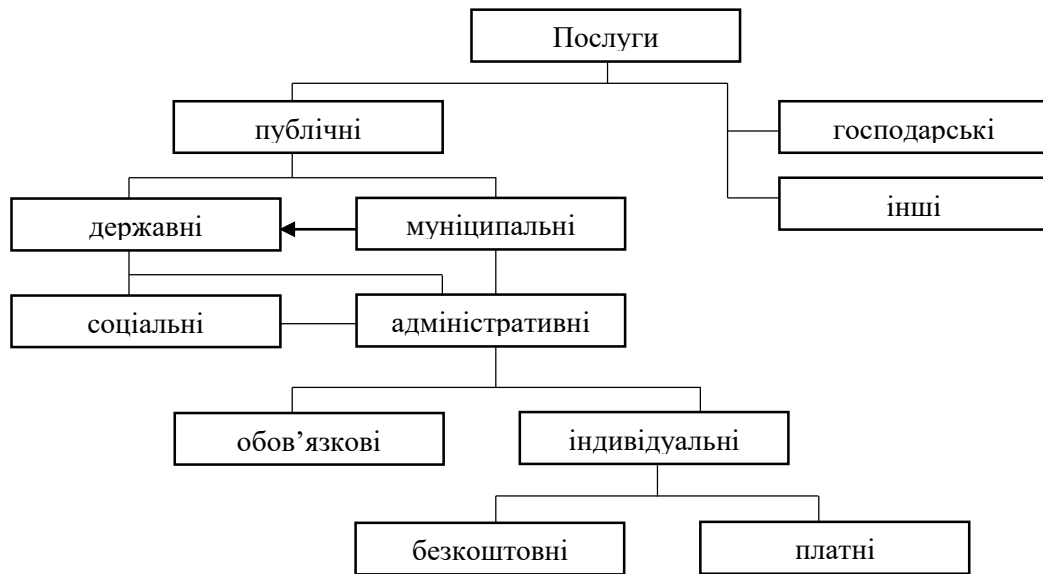 Послуги
публічні
господарські
інші
державні
муніципальні
соціальні
адміністративні
обов’язкові
індивідуальні
безкоштовні
платні